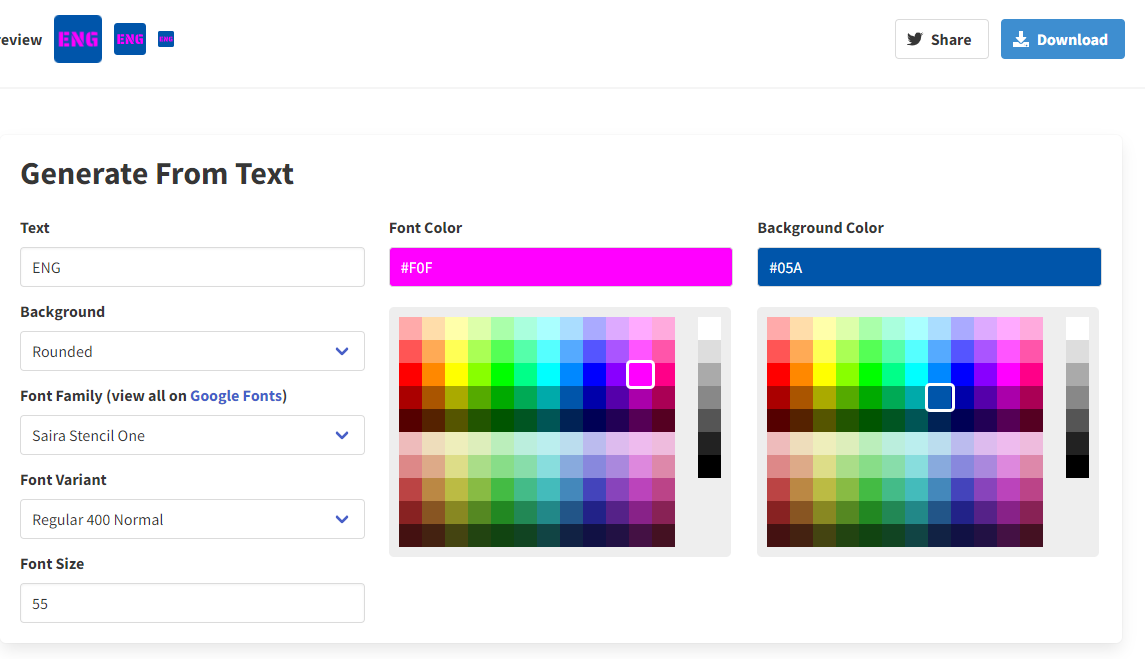 eview ENG ENG ENG Share Download
Generate From Text
Text Font Color Background Color
ENG #F0F #05A
Background
Rounded
Font Family (view all on Google Fonts)
Saira Stencil One
Font Variant
Regular 400 Normal
Font Size
55